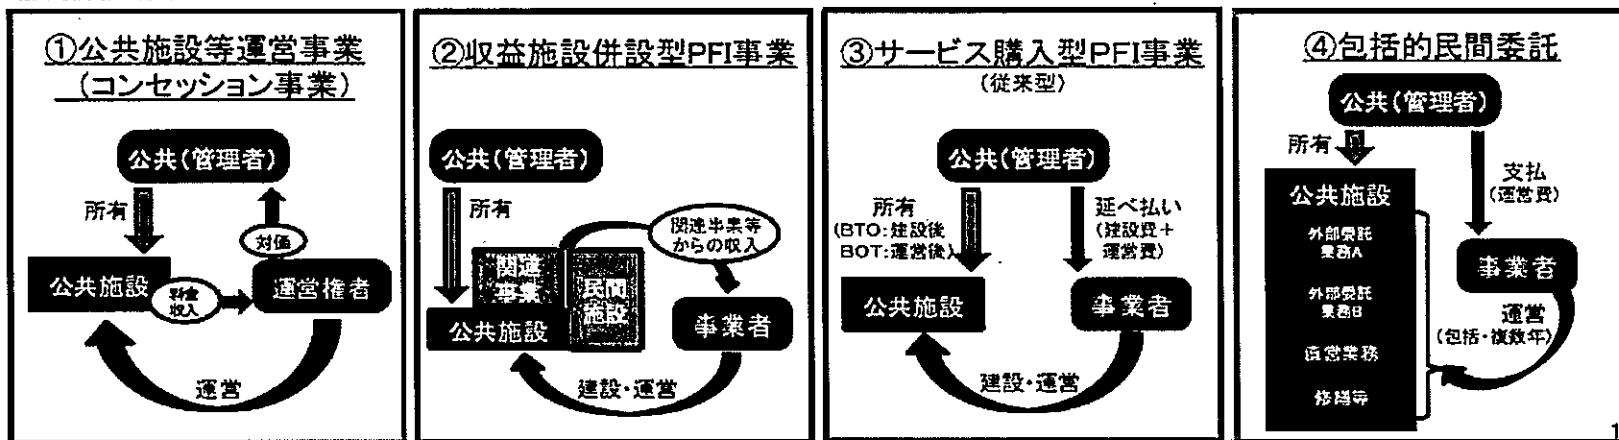 ①公共施設等運営事業
(コンセッション事業)
公共(管理者)
所有
対価
公共施設
料金
収入
運営権者
運営
②収益施設併設型PFI事業
公共(管理者)
所有
関連事業等
からの収入
関連
事業
民間
施設
公共施設
事業者
建設・運営
③サービス購入型PFI事業
(従来型)
公共(管理者)
所有
(BTO:建設後
BOT:運営後)
延べ払い
(建設費+
運営費)
公共施設
事業者
建設・運営
④包括的民間委託
公共(管理者)
所有
支払
(運営費)
公共施設
外部委託
業務A
外部委託
業務B
直営業務
修繕等
事業者
運営
(包括・複数年)
1